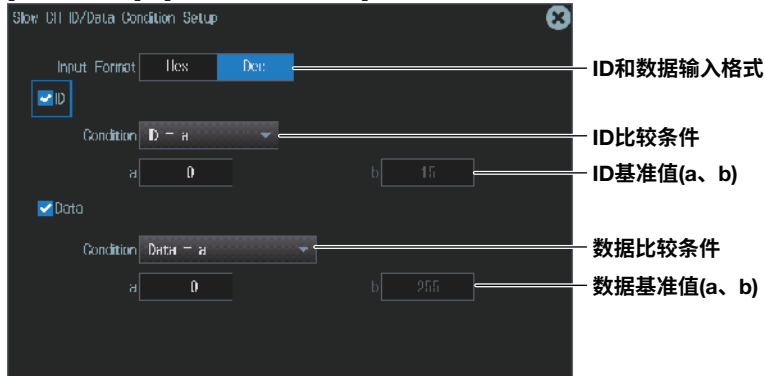 Slow CH ID/Data Condition Setup
Input Format Hex Dec
ID和数据输入格式
ID
Condition ID = a
ID比较条件
a 0 b 15
ID基准值(a、b)
Data
Condition Data = a
数据比较条件
a 0 b 255
数据基准值(a、b)